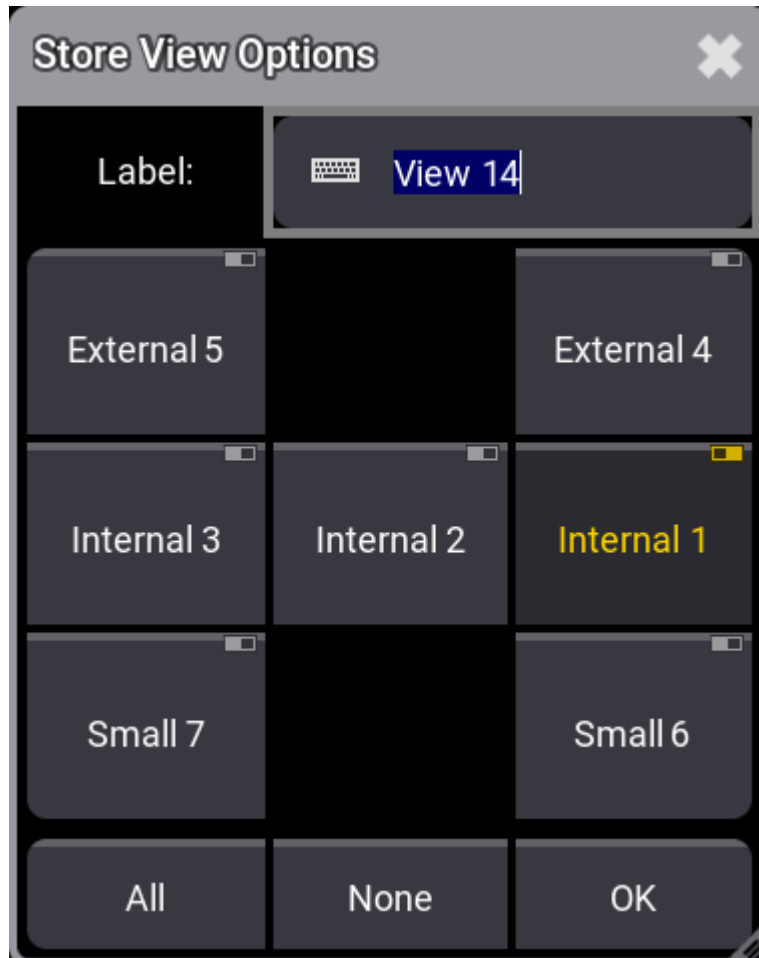 Store View Options
Label:
View 14
External 5
External 4
Internal 3
Internal 2
Internal 1
Small 7
Small 6
All
None
OK